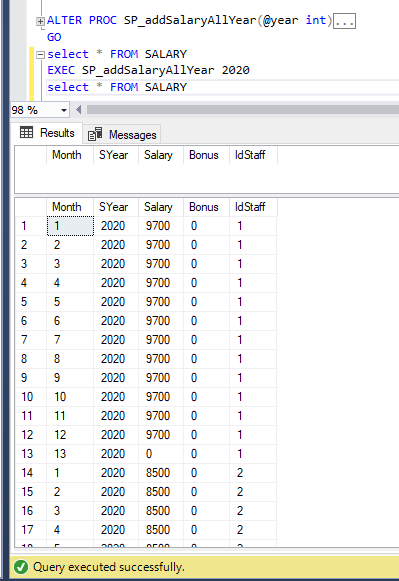 ALTER PROC SP_addSalaryAllYear(@year int)...
GO
select * FROM SALARY
EXEC SP_addSalaryAllYear 2020
select * FROM SALARY
98 %
Results Messages
Month SYear Salary Bonus IdStaff
Month SYear Salary Bonus IdStaff
1 1 2020 9700 0 1
2 2 2020 9700 0 1
3 3 2020 9700 0 1
4 4 2020 9700 0 1
5 5 2020 9700 0 1
6 6 2020 9700 0 1
7 7 2020 9700 0 1
8 8 2020 9700 0 1
9 9 2020 9700 0 1
10 10 2020 9700 0 1
11 11 2020 9700 0 1
12 12 2020 9700 0 1
13 13 2020 0 0 1
14 1 2020 8500 0 2
15 2 2020 8500 0 2
16 3 2020 8500 0 2
17 4 2020 8500 0 2
Query executed successfully.